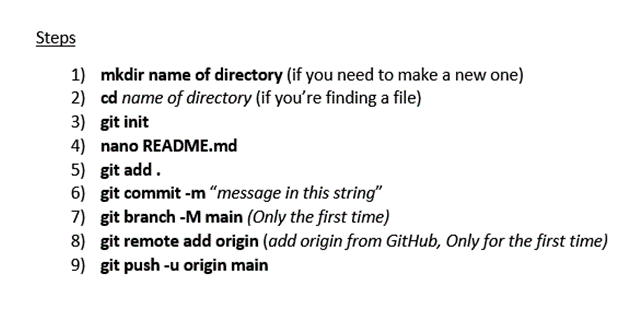 Steps
1) mkdir name of directory (if you need to make a new one)
2) cd name of directory (if you’re finding a file)
3) git init
4) nano README.md
5) git add .
6) git commit -m “message in this string”
7) git branch -M main (Only the first time)
8) git remote add origin (add origin from GitHub, Only for the first time)
9) git push -u origin main